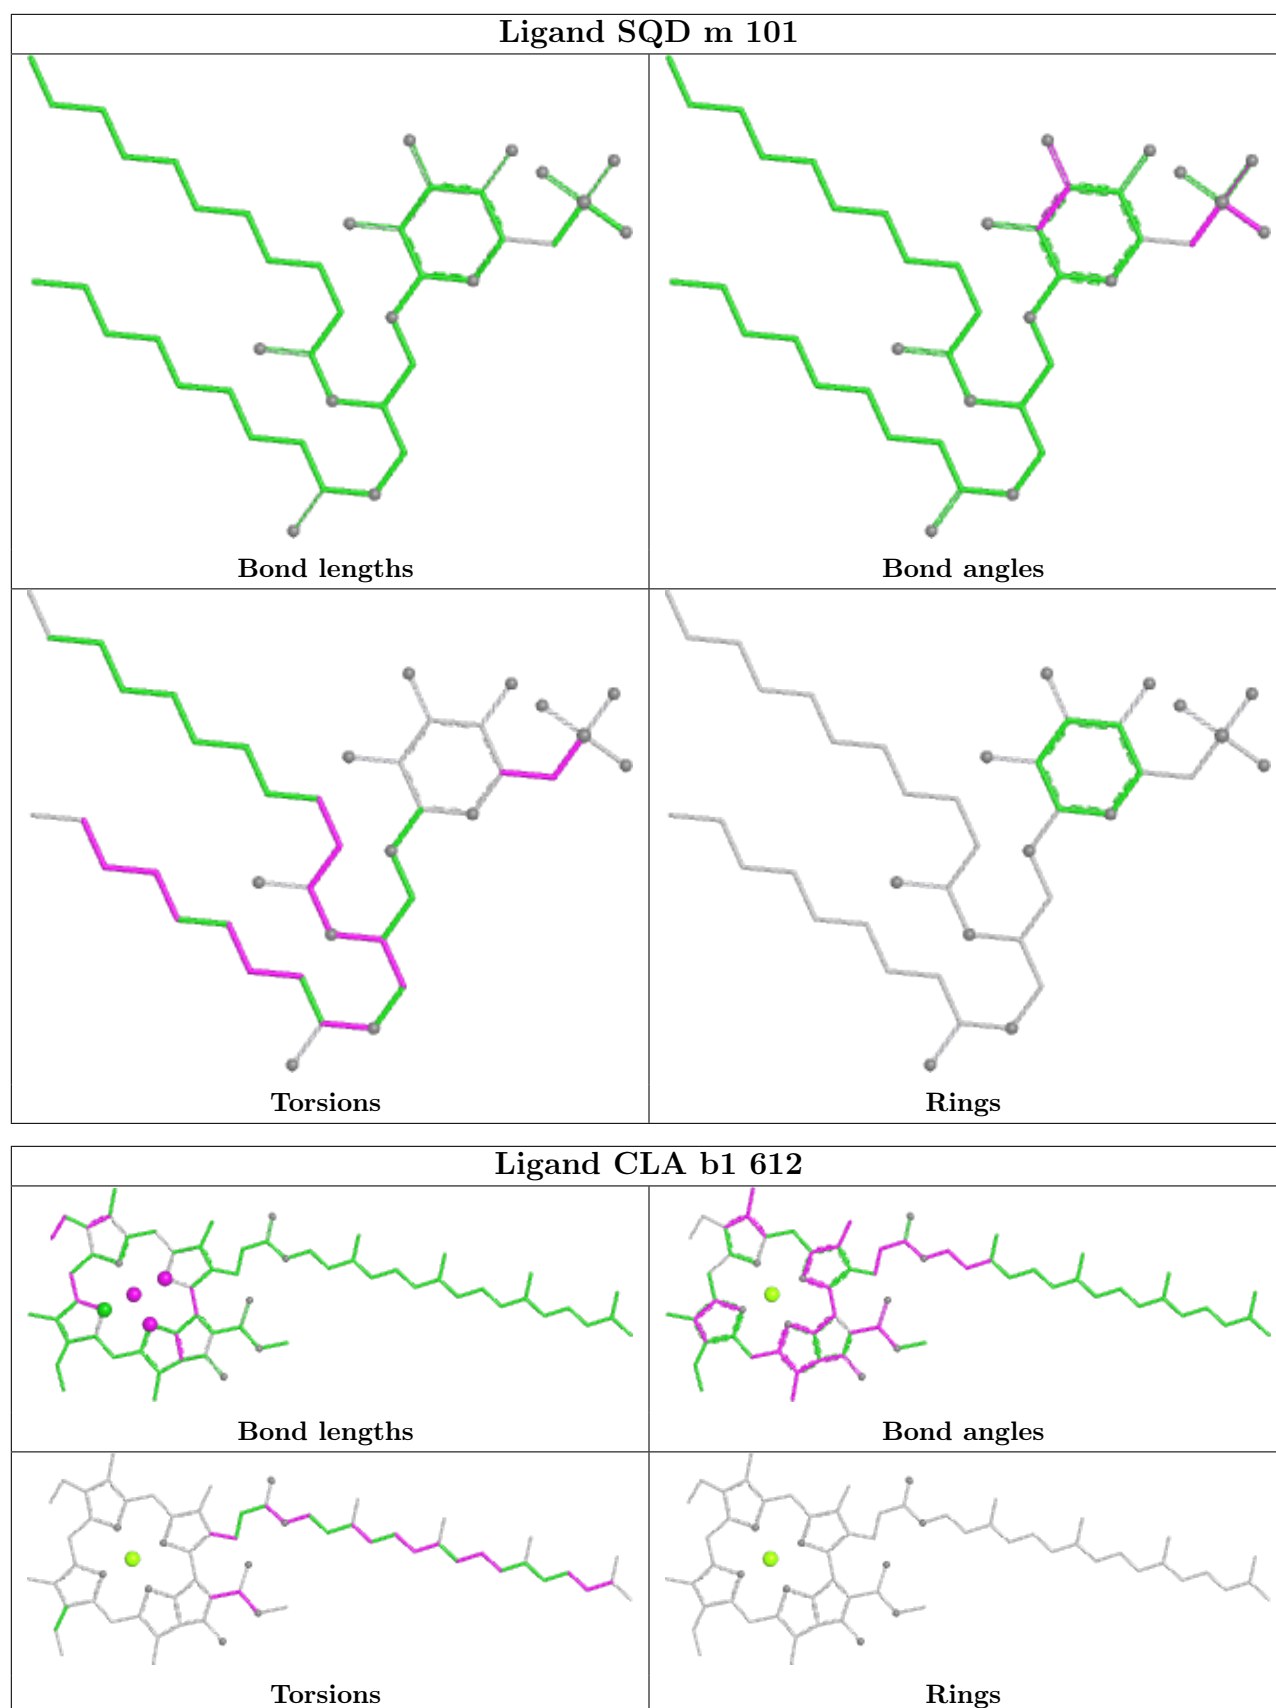 Ligand SQD m 101
Bond lengths
Bond angles
Torsions
Rings
Ligand CLA b1 612
Bond lengths
Bond angles
Torsions
Rings